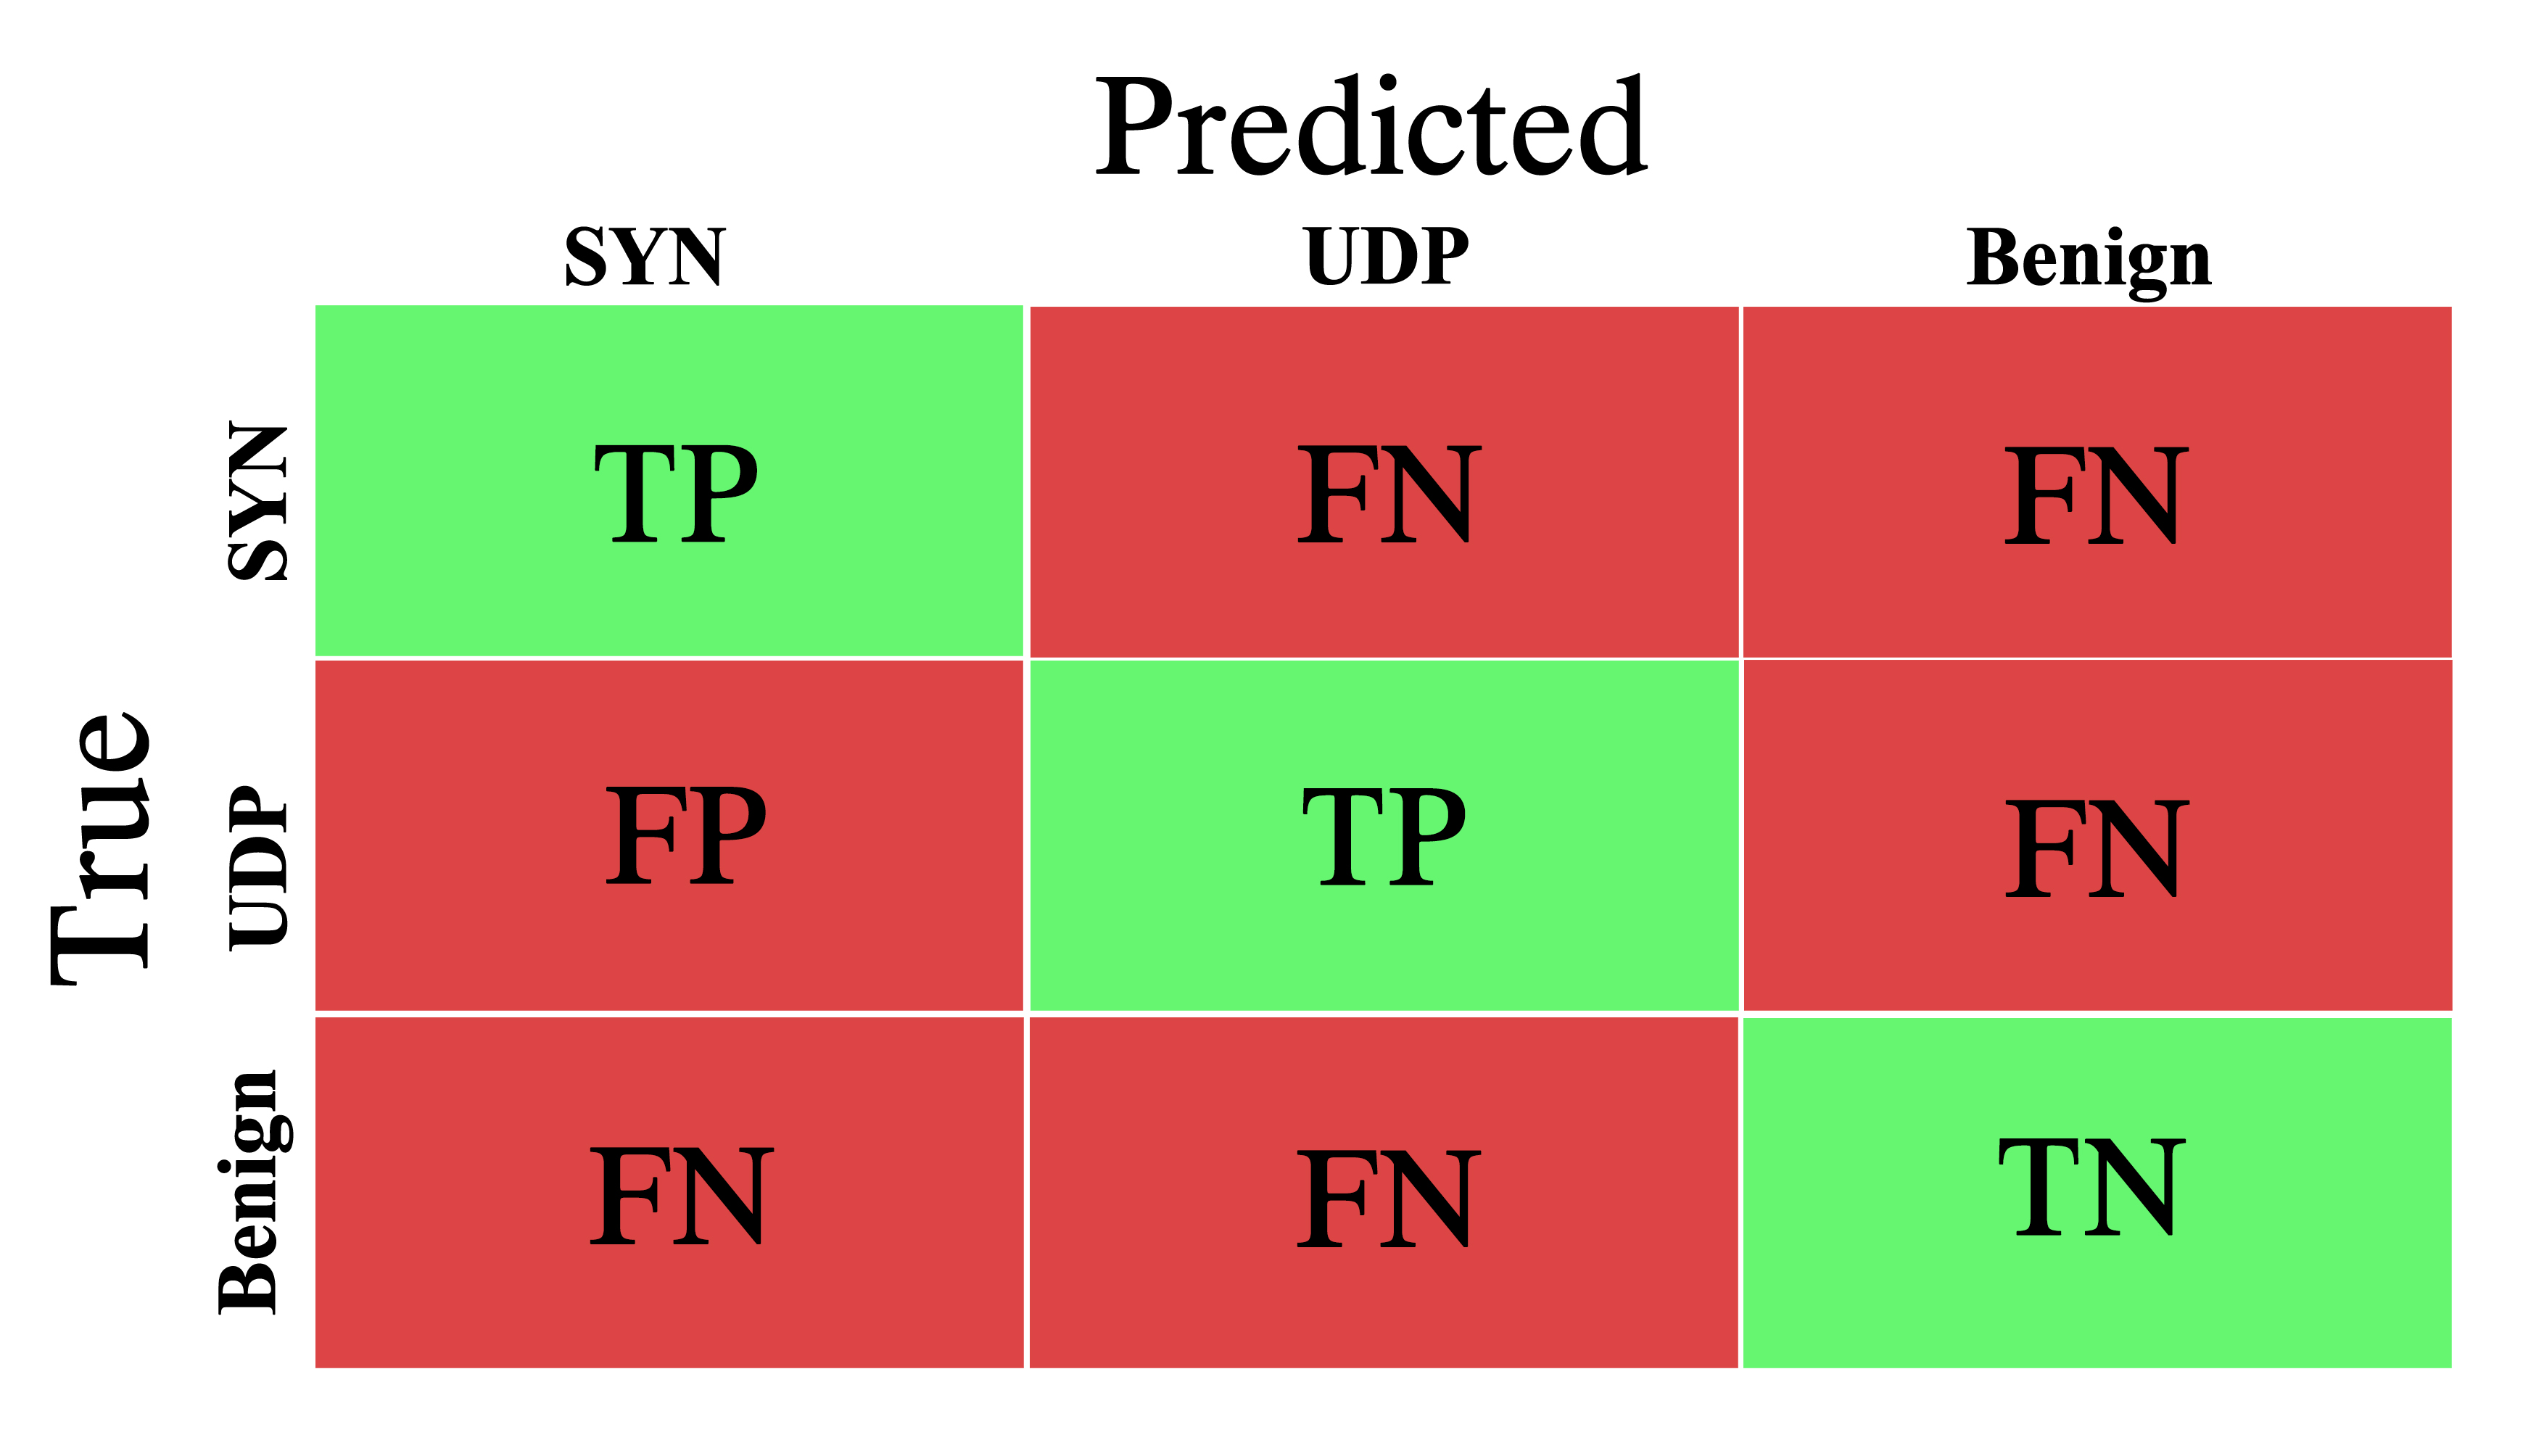 Predicted
SYN UDP Benign
True
SYN TP FN FN
UDP FP TP FN
Benign FN FN TN